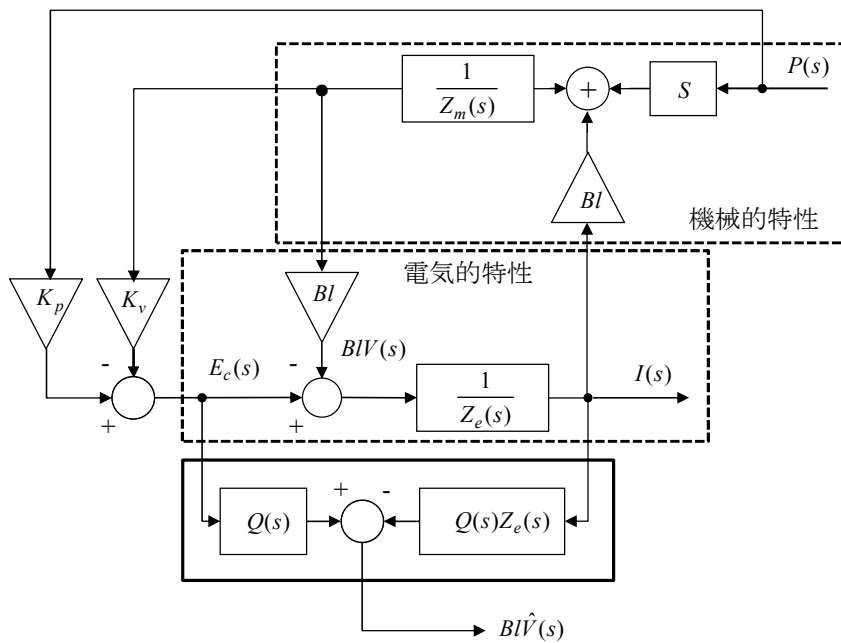 P(s)
1
Z_m(s)
+
S
Bl
機械的特性
電気的特性
K_p
K_v
Bl
-
E_c(s)
-
BlV(s)
I(s)
1
Z_e(s)
+
+
+
-
Q(s)
Q(s)Z_e(s)
BlV̂(s)